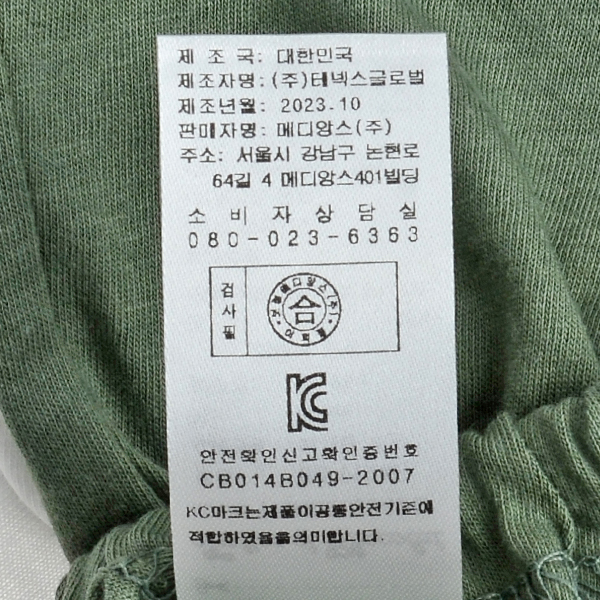 제 조 국: 대한민국
제조자명: (주)티넥스글로벌
제조년월: 2023.10
판매자명: 메디앙스(주)
주소: 서울시 강남구 논현로
64길 4 메디앙스401빌딩
소 비 자 상 담 실
080-023-6363
검사필
合
안전확인신고확인증번호
CB014B049-2007
KC마크는제품이공통안전기준에
적합하였음을의미합니다.